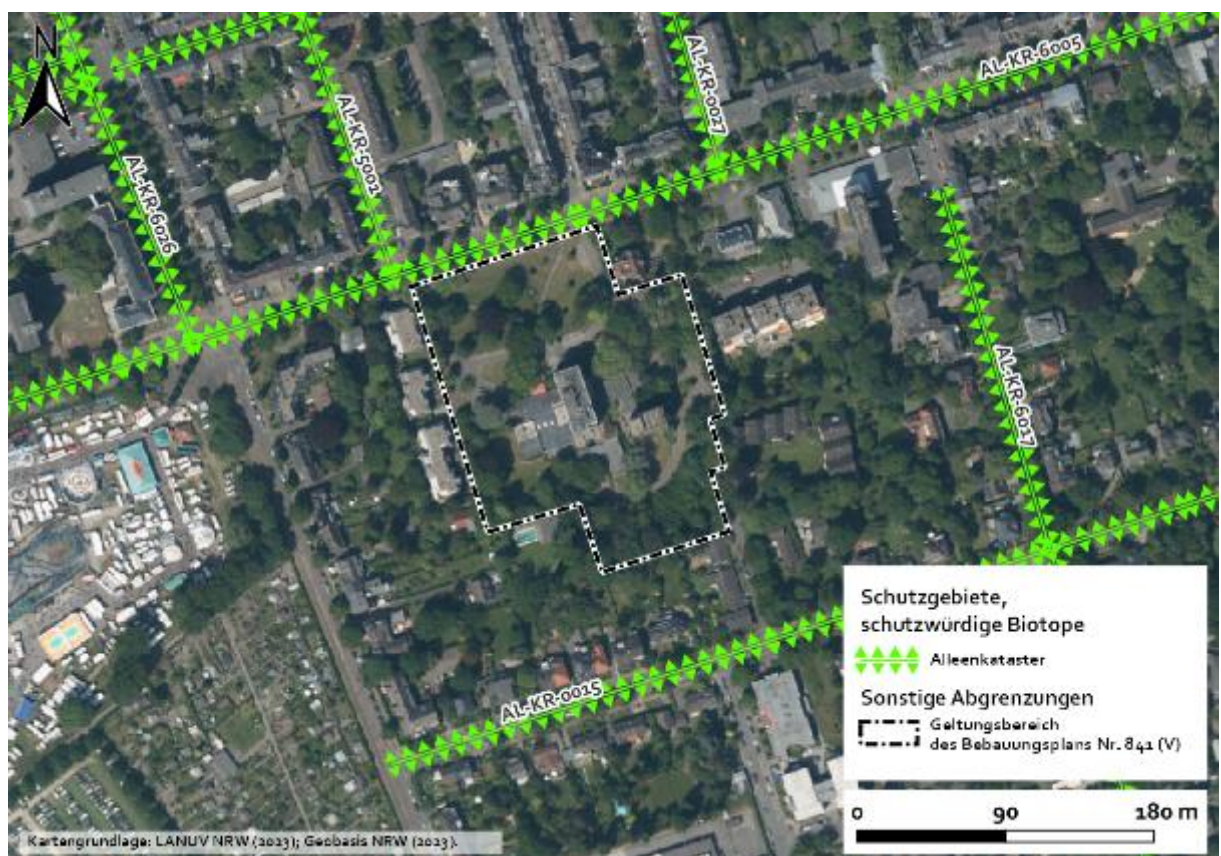 N
AL-KR-6005
AL-KR-0027
AL-KR-5001
AL-KR-6026
AL-KR-6017
AL-KR-0015
Schutzgebiete,
schutzwürdige Biotope
Alleenkataster
Sonstige Abgrenzungen
Geltungsbereich
des Bebauungsplans Nr. 841 (V)
0 90 180 m
Kartengrundlage: LANUV NRW (2023); Geobasis NRW (2023).